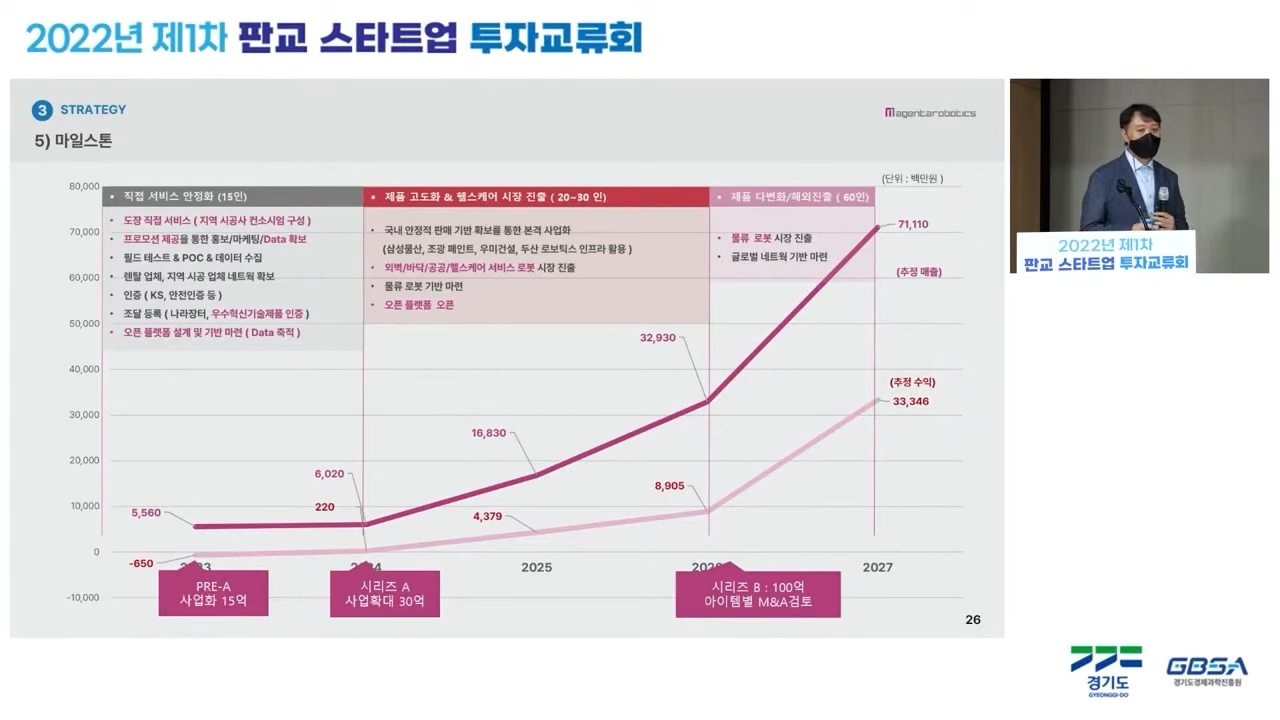 2022년 제1차 판교 스타트업 투자교류회
3 STRATEGY
magentarobotics
5) 마일스톤
(단위 : 백만원 )
80,000
70,000
60,000
50,000
40,000
30,000
20,000
10,000
0
-10,000
• 직접 서비스 안정화 (15인)
• 도장 직접 서비스 ( 지역 시공사 컨소시엄 구성 )
• 프로모션 제공을 통한 홍보/마케팅/Data 확보
• 필드 테스트 & POC & 데이터 수집
• 렌탈 업체, 지역 시공 업체 네트웍 확보
• 인증 ( KS, 안전인증 등 )
• 조달 등록 ( 나라장터, 우수혁신기술제품 인증 )
• 오픈 플랫폼 설계 및 기반 마련 ( Data 축적 )
• 제품 고도화 & 헬스케어 시장 진출 ( 20~30 인)
• 국내 안정적 판매 기반 확보를 통한 본격 사업화
(삼성물산, 조광 페인트, 우미건설, 두산 로보틱스 인프라 활용 )
• 외벽/바닥/공공/헬스케어 서비스 로봇 시장 진출
• 물류 로봇 기반 마련
• 오픈 플랫폼 오픈
• 제품 다변화/해외진출 ( 60인)
• 물류 로봇 시장 진출
• 글로벌 네트웍 기반 마련
71,110
(추정 매출)
32,930
16,830
6,020
5,560
(추정 수익)
33,346
8,905
4,379
220
-650
2025
2027
PRE-A
사업화 15억
시리즈 A
사업확대 30억
시리즈 B : 100억
아이템별 M&A검토
26
2022년 제1차
판교 스타트업 투자교류회
경기도
GYEONGGI-DO
GBSA
경기도경제과학진흥원